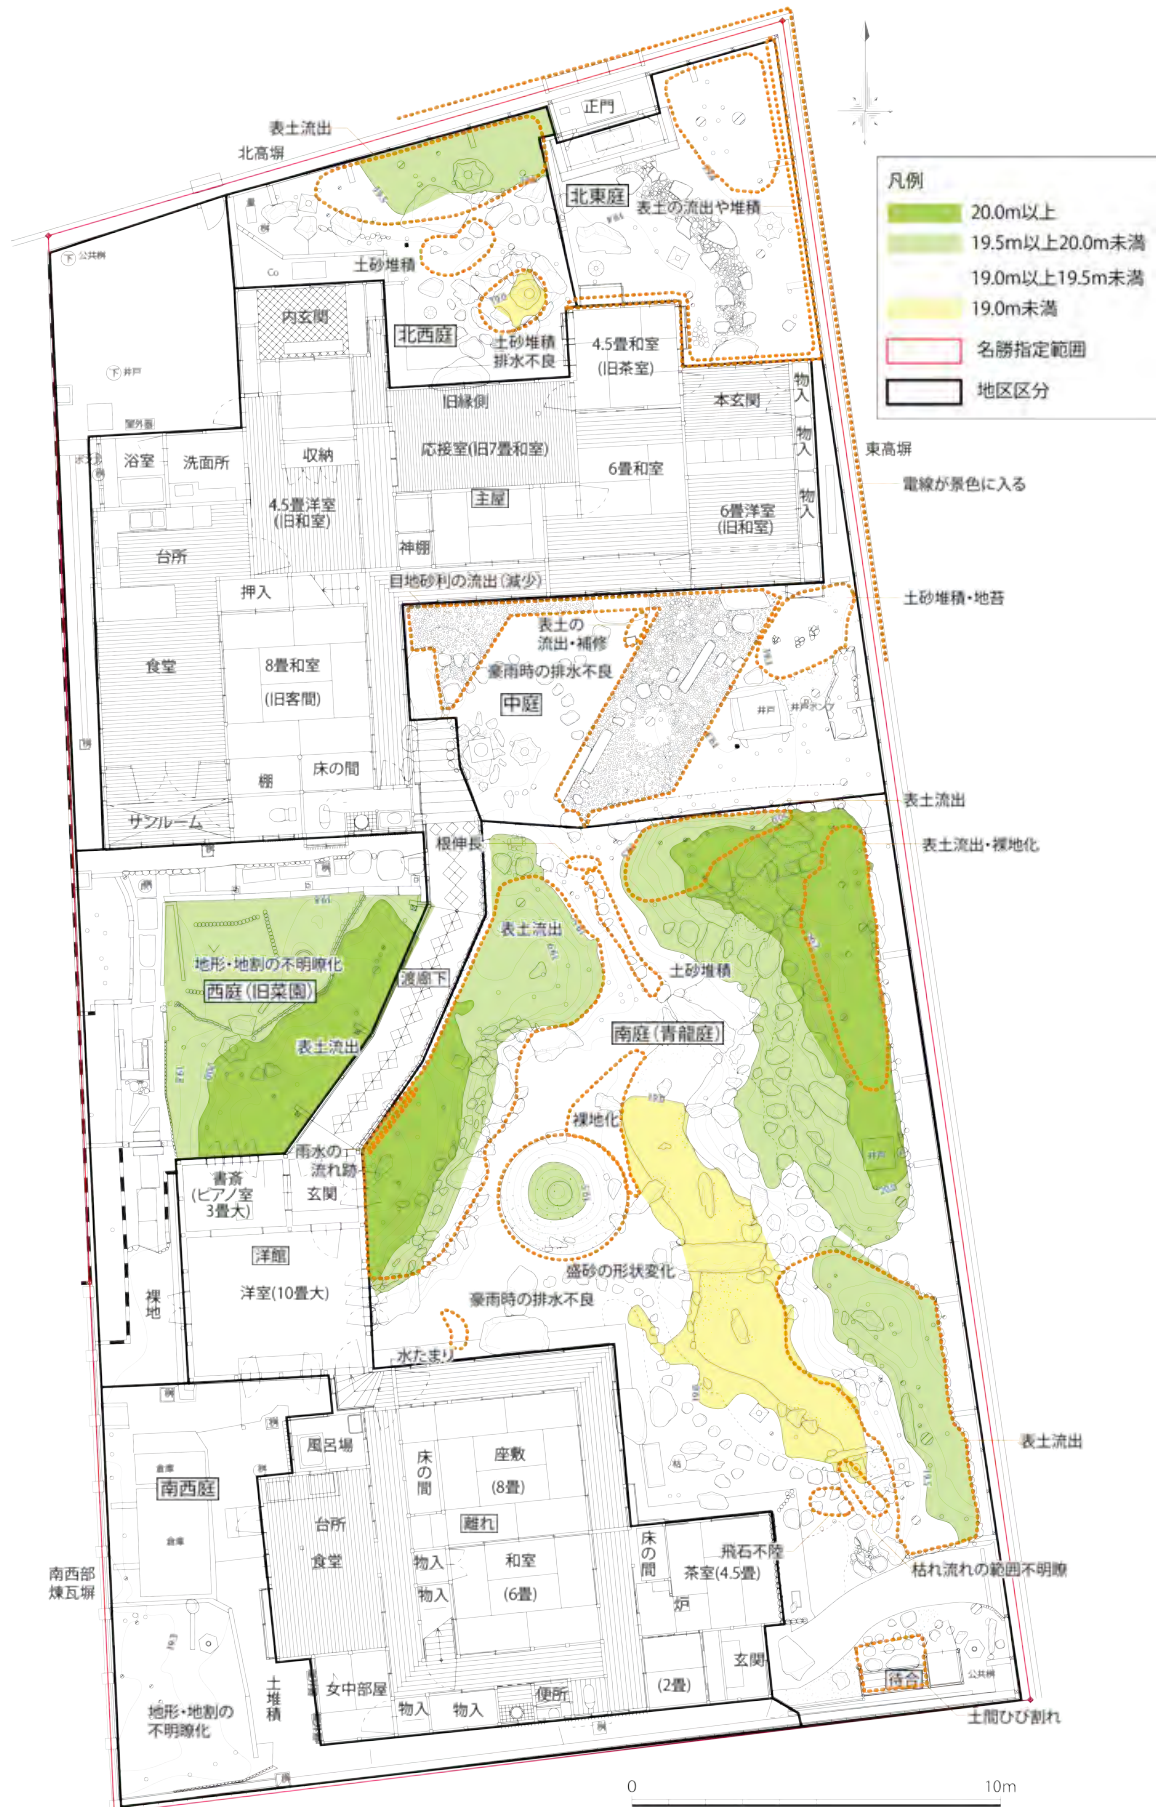 正門
表土流出
北高塀
凡例
20.0m以上
19.5m以上20.0m未満
19.0m以上19.5m未満
19.0m未満
名勝指定範囲
地区区分
北東庭
表土の流出や堆積
公共桝
土砂堆積
Co
内玄関
北西庭
土砂堆積
排水不良
4.5畳和室
(旧茶室)
井戸
旧縁側
本玄関
物入
物入
物入
東高塀
浴室
洗面所
収納
応接室(旧7畳和室)
6畳和室
電線が景色に入る
4.5畳洋室
(旧和室)
主屋
6畳洋室
(旧和室)
神棚
台所
押入
目地砂利の流出(減少)
土砂堆積・地苔
表土の
流出・補修
食堂
8畳和室
(旧客間)
豪雨時の排水不良
中庭
井戸
井戸ポンプ
床の間
棚
サンルーム
表土流出
根伸長
表土流出・裸地化
表土流出
地形・地割の不明瞭化
西庭(旧菜園)
渡廊下
土砂堆積
南庭(青龍庭)
表土流出
裸地化
雨水の
流れ跡
井戸
書斎
(ピアノ室
3畳大)
玄関
洋館
洋室(10畳大)
盛砂の形状変化
豪雨時の排水不良
裸地
水たまり
風呂場
床の間
座敷
(8畳)
表土流出
倉庫
南西庭
倉庫
台所
食堂
離れ
床の間
飛石不陸
茶室(4.5畳)
枯れ流れの範囲不明瞭
物入
和室
(6畳)
物入
炉
南西部
煉瓦塀
玄関
(2畳)
待合
公共桝
土堆積
女中部屋
物入
物入
便所
土間ひび割れ
地形・地割の
不明瞭化
0
10m